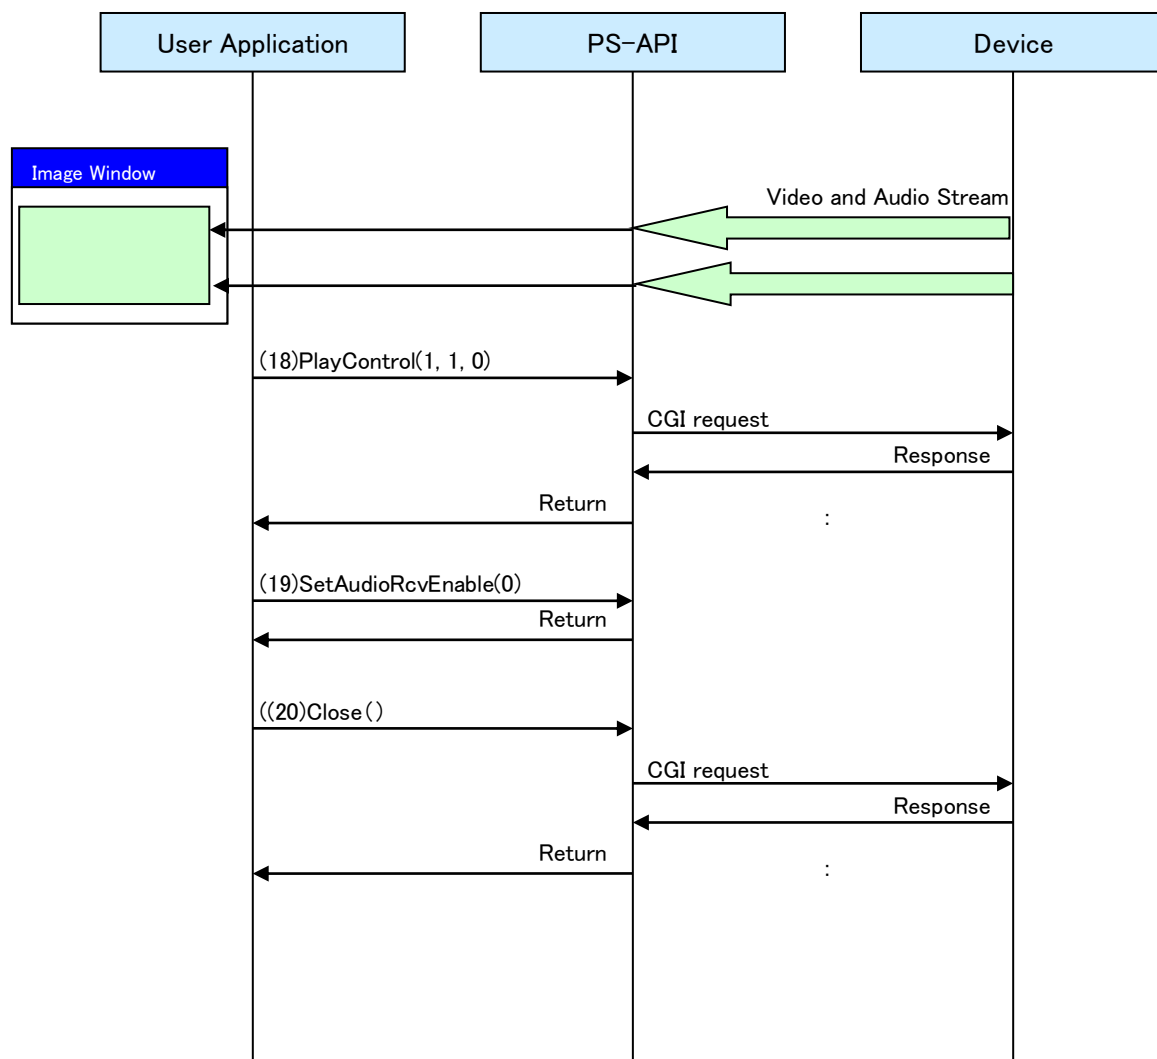 User Application
PS-API
Device
Image Window
Video and Audio Stream
(18)PlayControl(1, 1, 0)
CGI request
Response
Return
:
(19)SetAudioRcvEnable(0)
Return
((20)Close()
CGI request
Response
Return
: